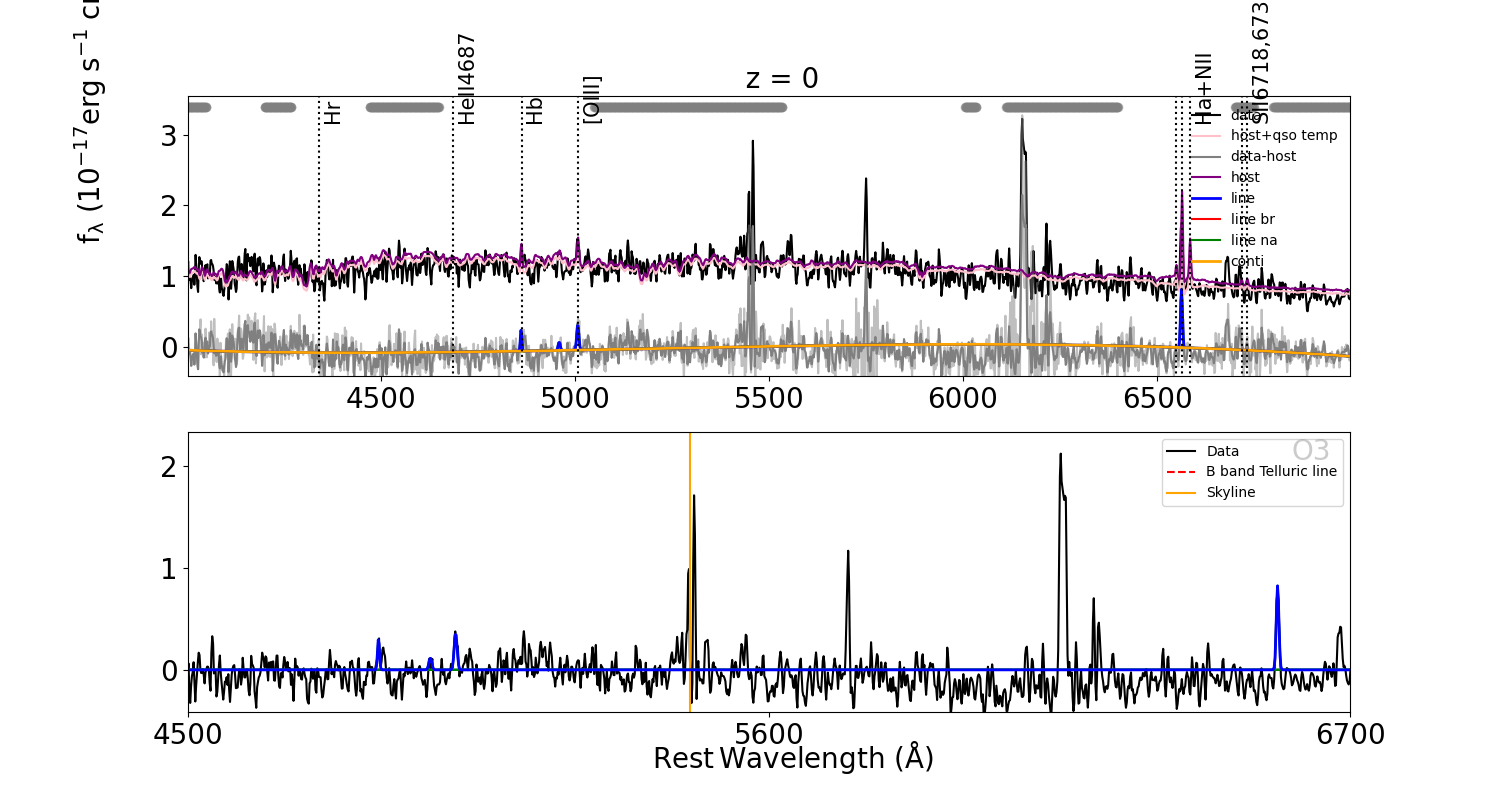 z = 0
fλ (10−17erg s−1 c
Hr
HeII4687
Hb
[OIII]
Ha+NII
SII6718,673
data
host+qso temp
data-host
host
line
line br
line na
conti
3
2
1
0
4500 5000 5500 6000 6500
O3
Data
B band Telluric line
Skyline
2
1
0
4500 5600 6700
Rest Wavelength (Å)